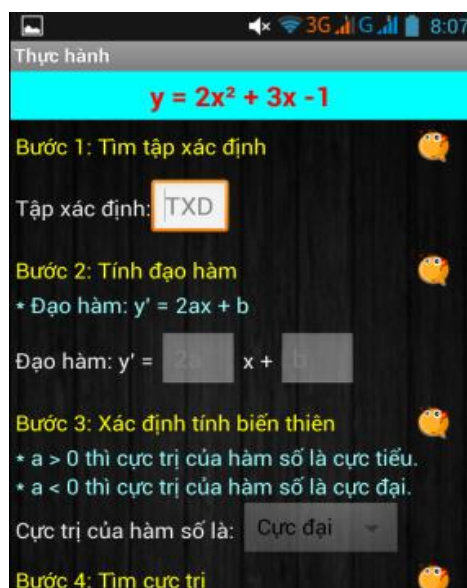 3G G 8:07
Thực hành
y = 2x² + 3x -1
Bước 1: Tìm tập xác định
Tập xác định: TXD
Bước 2: Tính đạo hàm
* Đạo hàm: y' = 2ax + b
Đạo hàm: y' = 2a x + b
Bước 3: Xác định tính biến thiên
* a > 0 thì cực trị của hàm số là cực tiểu.
* a < 0 thì cực trị của hàm số là cực đại.
Cực trị của hàm số là: Cực đại
Bước 4: Tìm cực trị